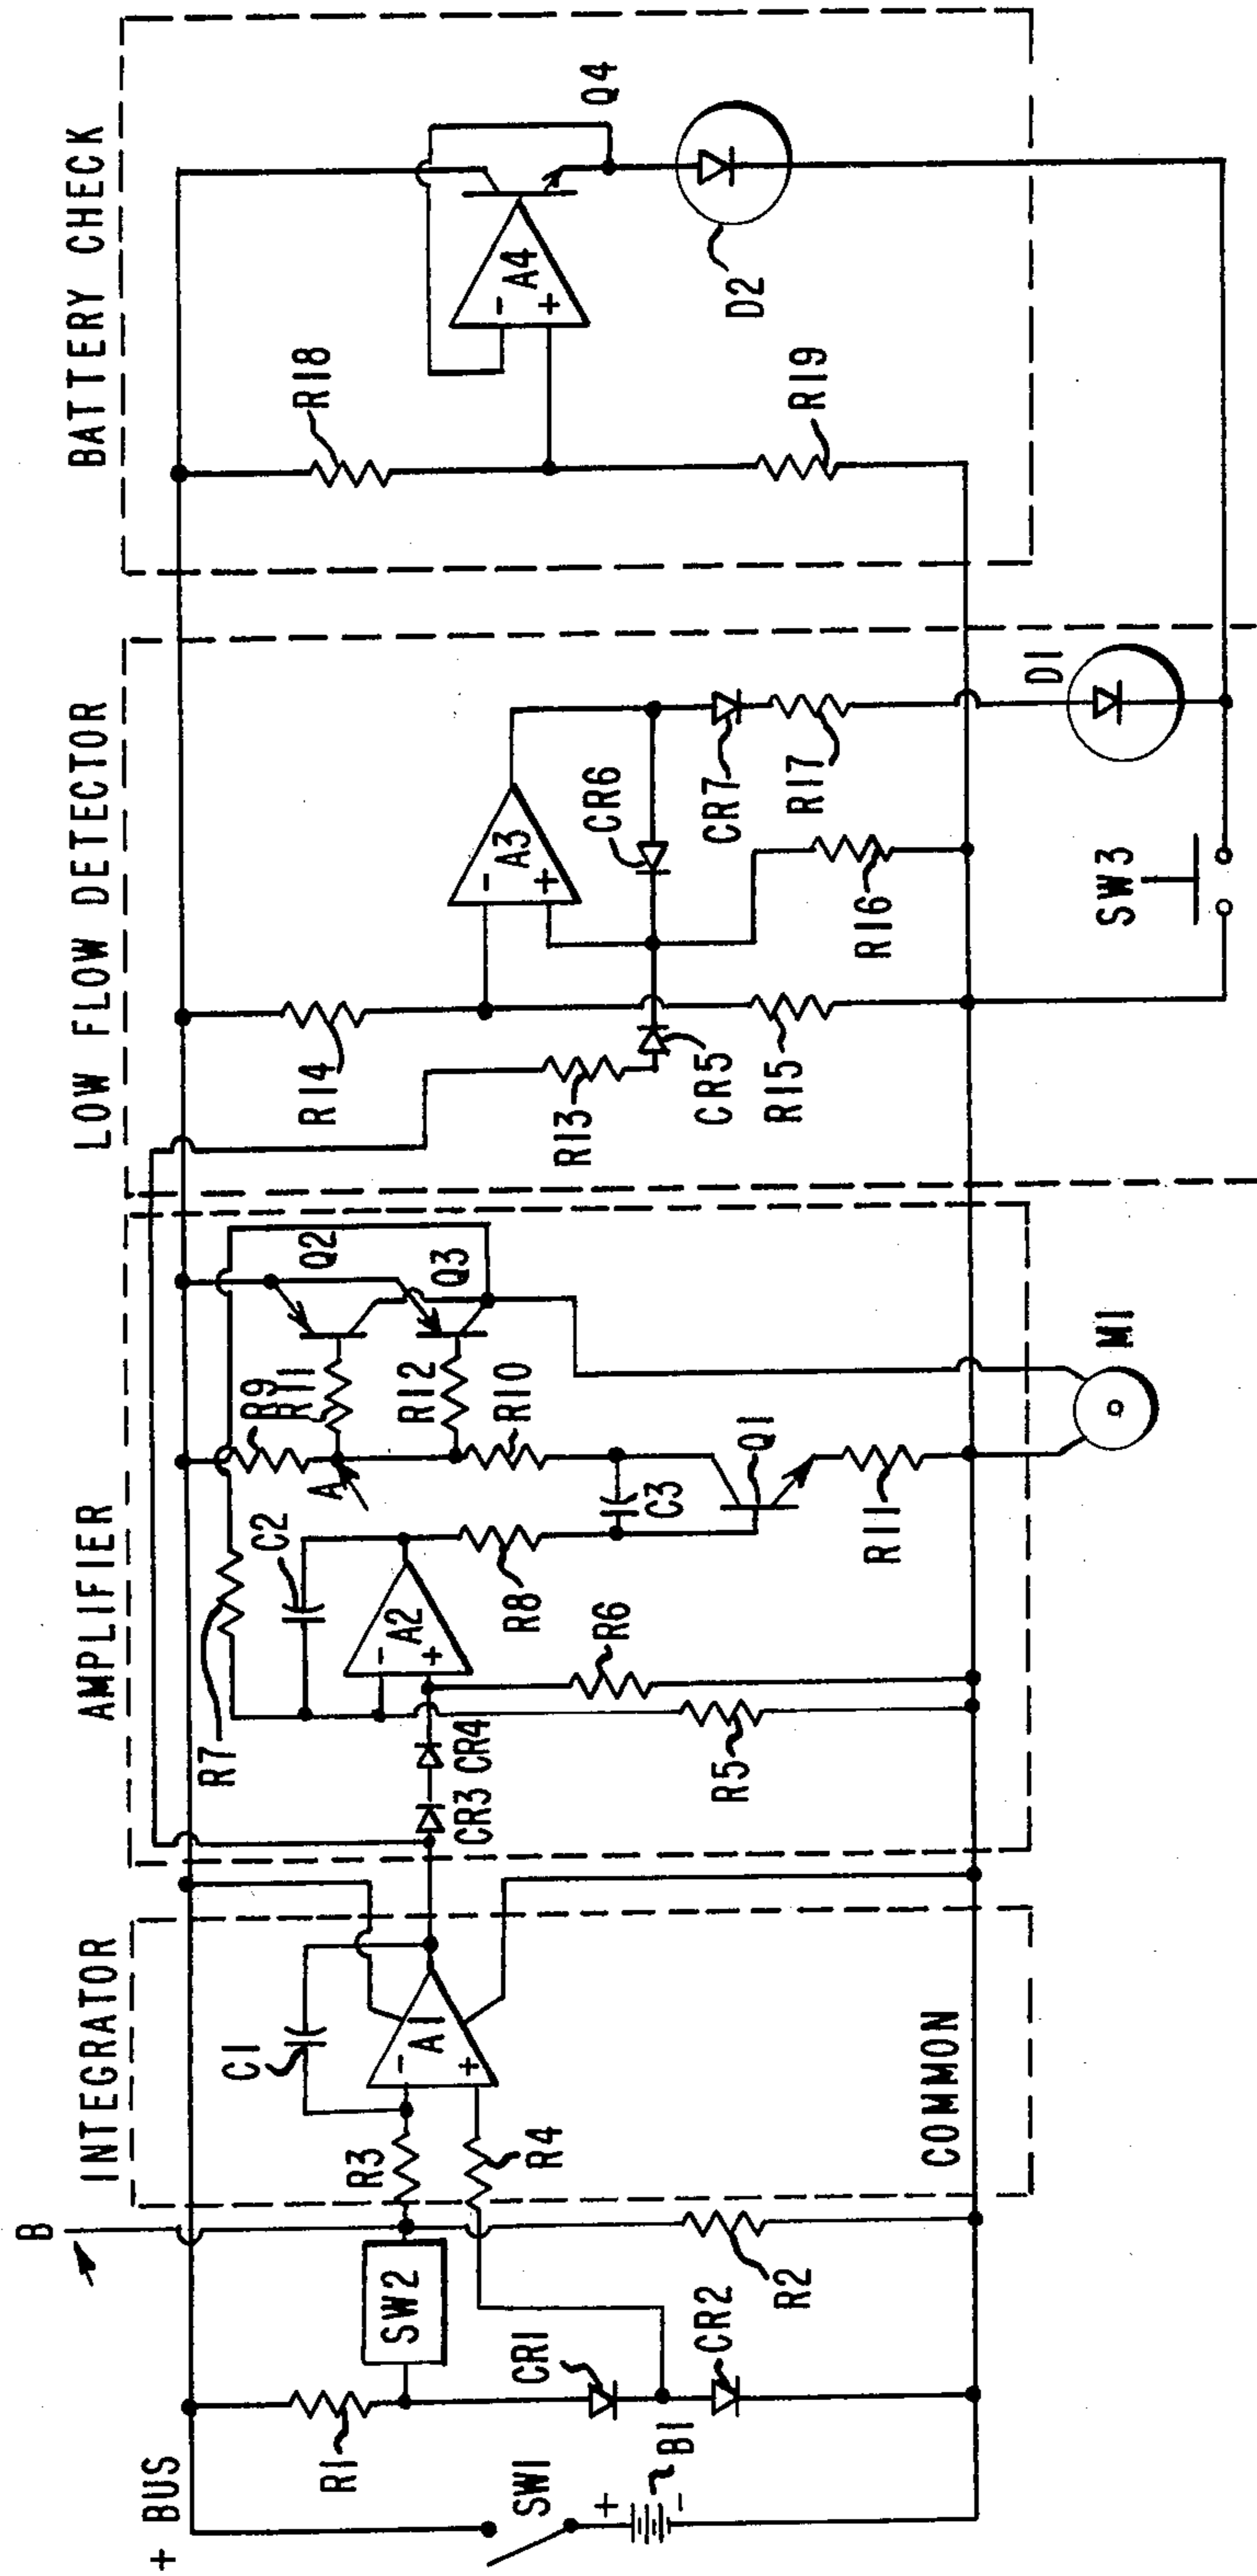 INTEGRATOR
AMPLIFIER
LOW FLOW DETECTOR
BATTERY CHECK
B
+ BUS
R1
SW1
+
B1
-
SW2
CR1
CR2
R2
R3
R4
C1
A1
-
+
COMMON
CR3
CR4
R7
C2
A2
-
+
R5
R6
R8
R9
R11
A
R12
R10
C3
Q1
R11
Q2
Q3
M1
R14
R13
CR5
R15
A3
-
+
CR6
CR7
R16
R17
D1
SW3
R18
R19
A4
-
+
Q4
D2